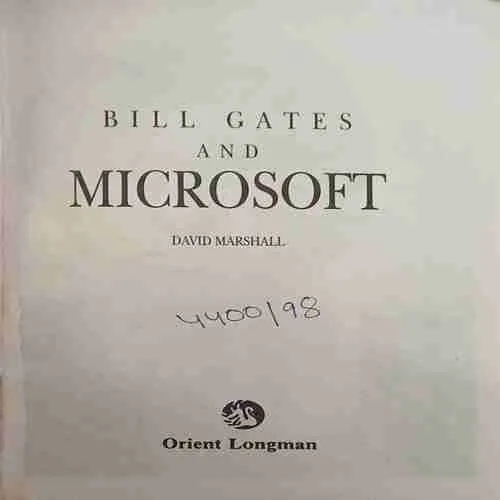 BILL GATES
AND
MICROSOFT
DAVID MARSHALL
4400/98
Orient Longman